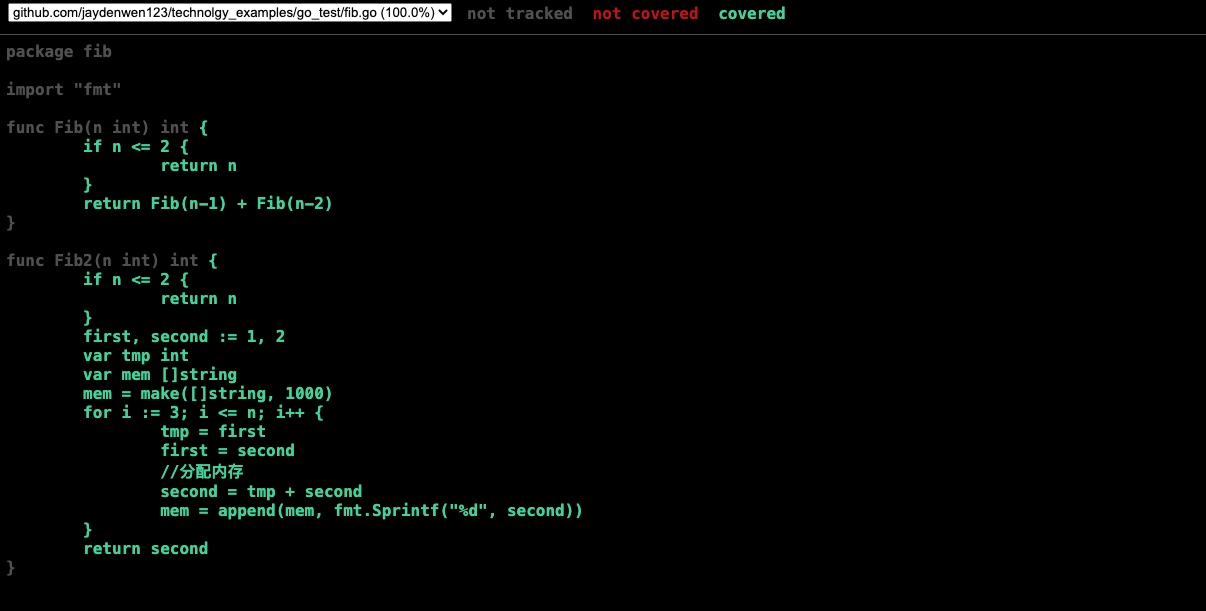 github.com/jaydenwen123/technolgy_examples/go_test/fib.go (100.0%) not tracked not covered covered
package fib
import "fmt"
func Fib(n int) int {
if n <= 2 {
return n
}
return Fib(n-1) + Fib(n-2)
}
func Fib2(n int) int {
if n <= 2 {
return n
}
first, second := 1, 2
var tmp int
var mem []string
mem = make([]string, 1000)
for i := 3; i <= n; i++ {
tmp = first
first = second
//分配内存
second = tmp + second
mem = append(mem, fmt.Sprintf("%d", second))
}
return second
}